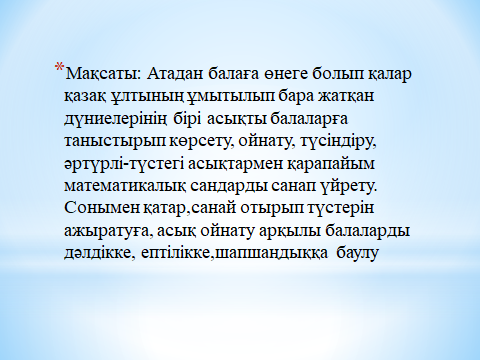 *Мақсаты: Атадан балаға өнеге болып қалар
қазақ ұлтының ұмытылып бара жатқан
дүниелерінің бірі асықты балаларға
таныстырып көрсету, ойнату, түсіндіру,
әртүрлі-түстегі асықтармен қарапайым
математикалық сандарды санап үйрету.
Сонымен қатар,санай отырып түстерін
ажыратуға, асық ойнату арқылы балаларды
дәлдікке, ептілікке,шапшаңдыққа баулу